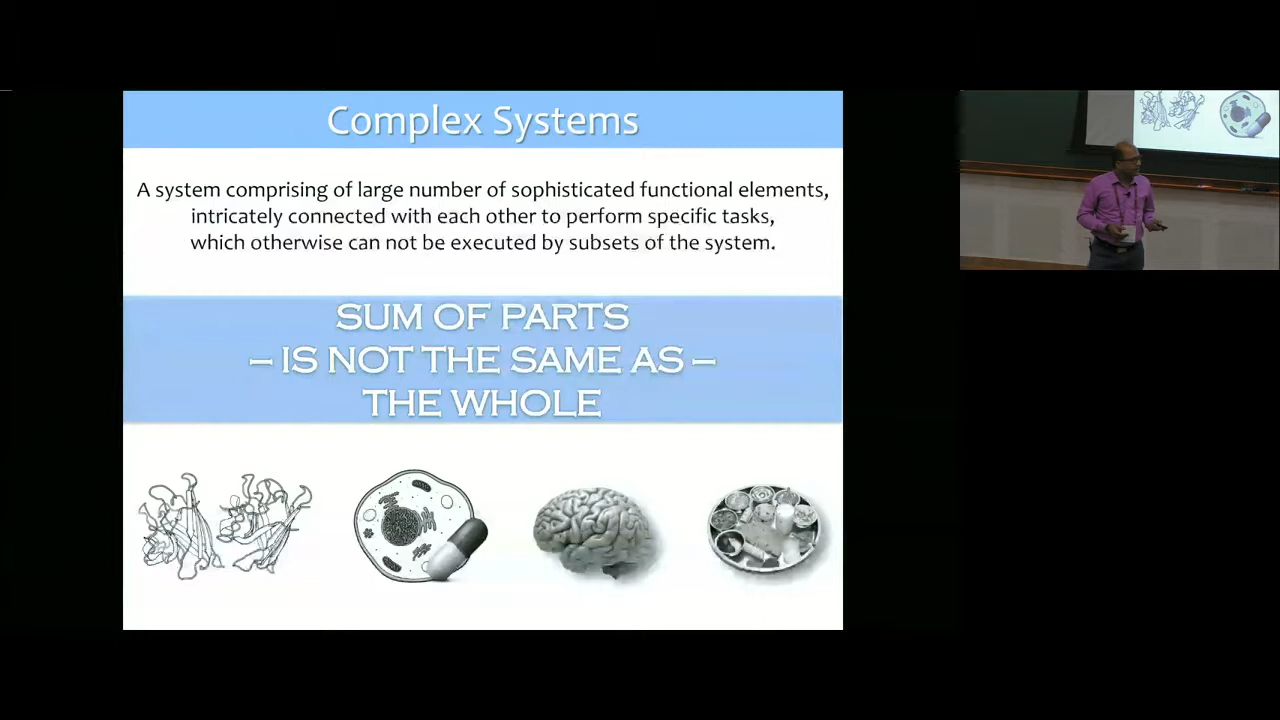 Complex Systems
A system comprising of large number of sophisticated functional elements,
intricately connected with each other to perform specific tasks,
which otherwise can not be executed by subsets of the system.
SUM OF PARTS
– IS NOT THE SAME AS –
THE WHOLE